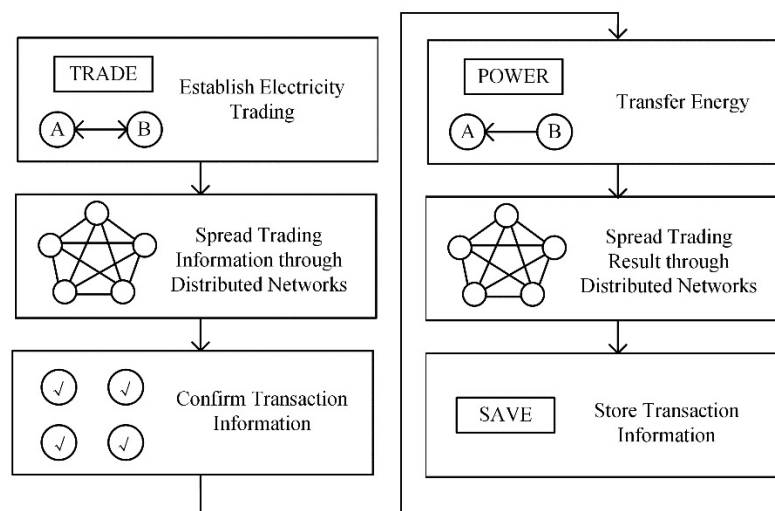 TRADE
A
B
Establish Electricity
Trading
Spread Trading
Information through
Distributed Networks
√
√
√
√
Confirm Transaction
Information
POWER
A
B
Transfer Energy
Spread Trading
Result through
Distributed Networks
SAVE
Store Transaction
Information